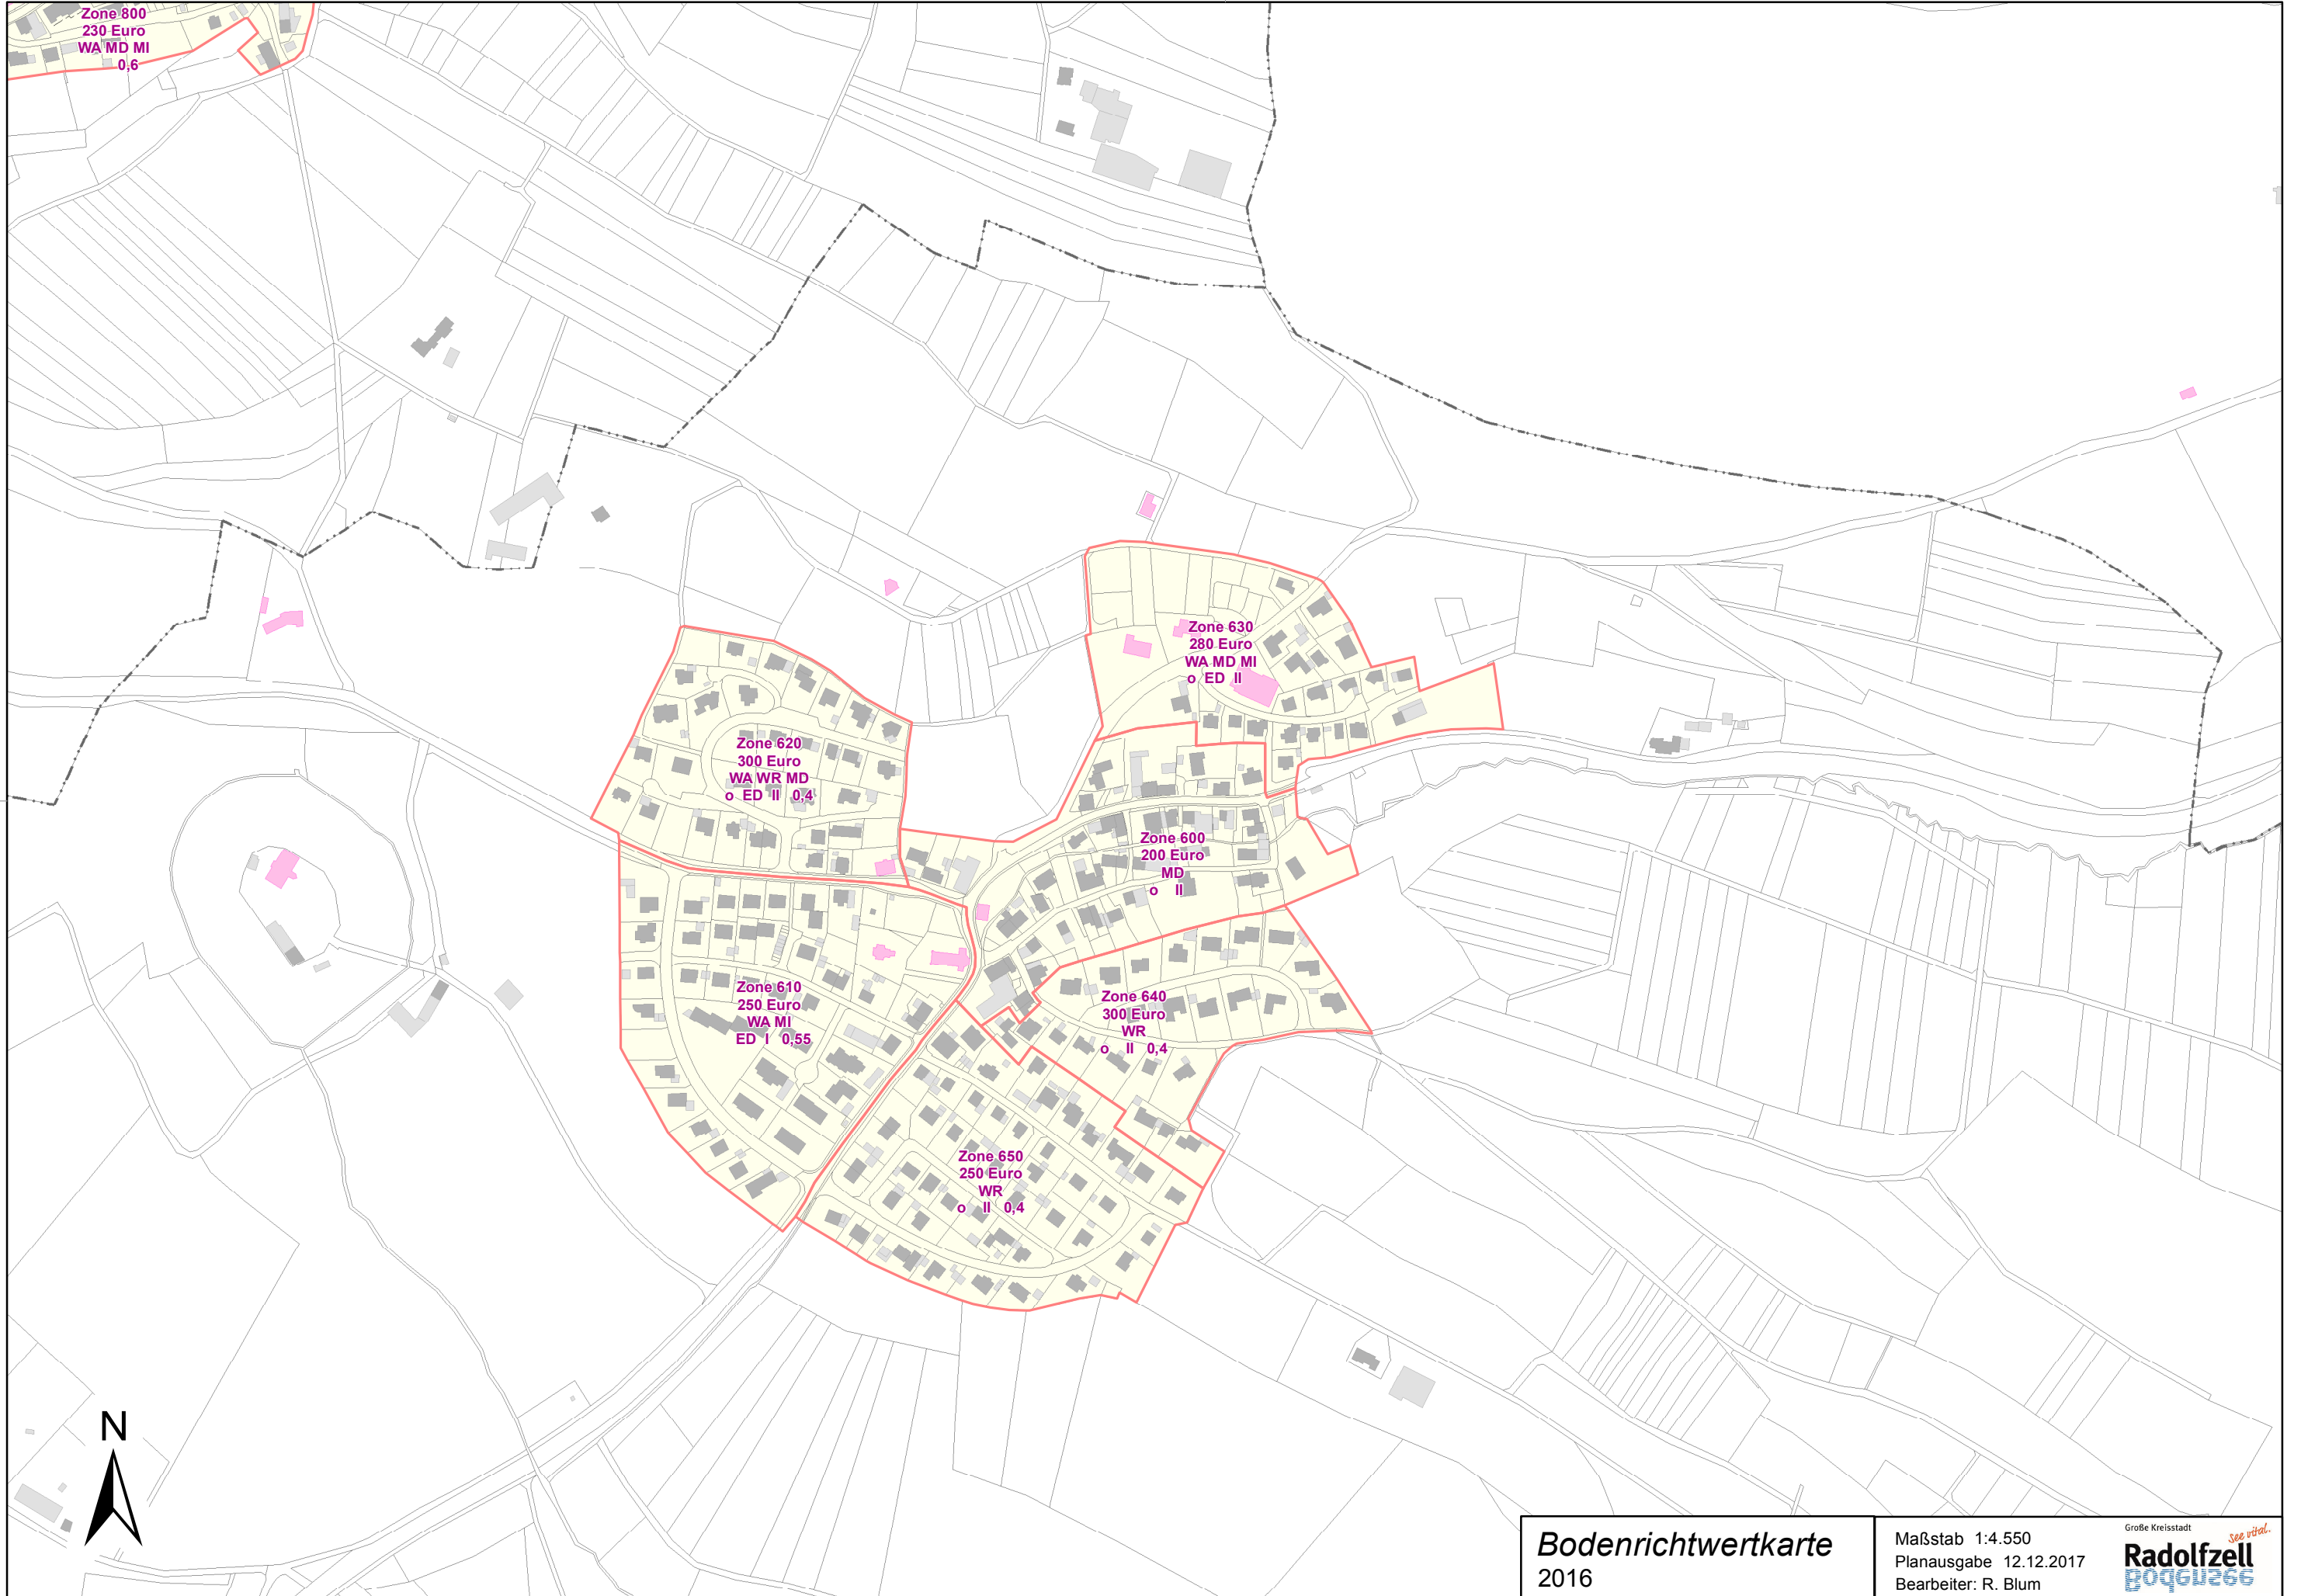 Zone 800
230 Euro
WA MD MI
0,6
Zone 630
280 Euro
WA MD MI
o ED II
Zone 620
300 Euro
WA WR MD
o ED II 0,4
Zone 600
200 Euro
MD
o II
Zone 610
250 Euro
WA MI
ED I 0,55
Zone 640
300 Euro
WR
o II 0,4
Zone 650
250 Euro
WR
o II 0,4
N
Bodenrichtwertkarte
2016
Maßstab 1:4.550
Planausgabe 12.12.2017
Bearbeiter: R. Blum
Große Kreisstadt
see vital.
Radolfzell
Bodensee